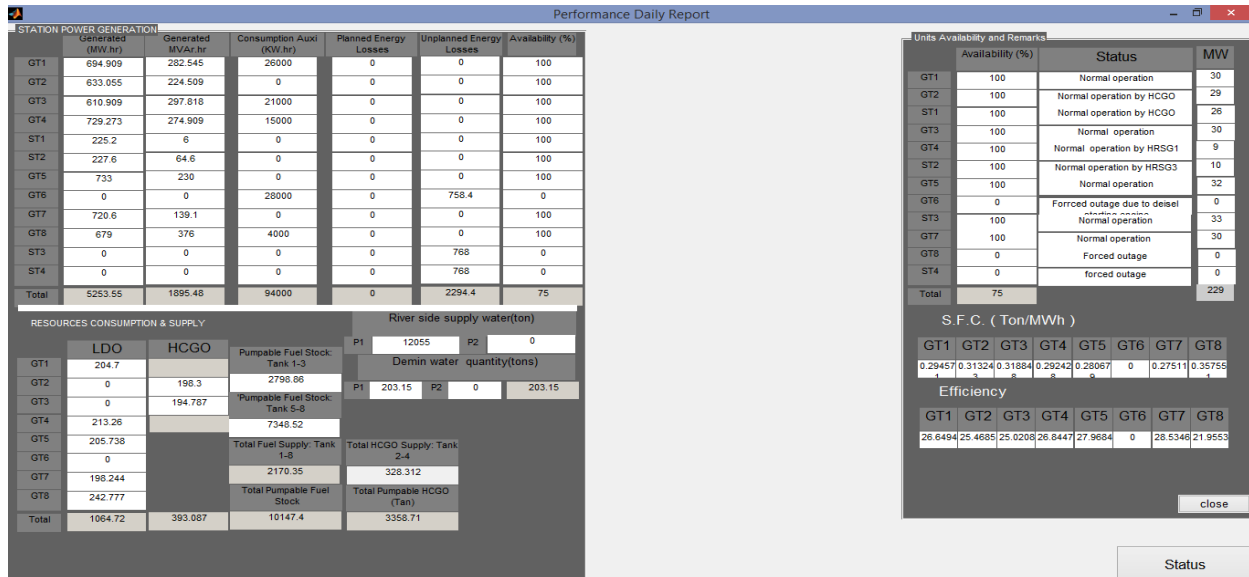 Performance Daily Report
STATION POWER GENERATION
Generated (MW.hr) Generated MVAr.hr Consumption Auxi (KW.hr) Planned Energy Losses Unplanned Energy Losses Availability (%)
GT1 694.909 282.545 26000 0 0 100
GT2 633.055 224.509 0 0 0 100
GT3 610.909 297.818 21000 0 0 100
GT4 729.273 274.909 15000 0 0 100
ST1 225.2 6 0 0 0 100
ST2 227.6 64.6 0 0 0 100
GT5 733 230 0 0 0 100
GT6 0 0 28000 0 758.4 0
GT7 720.6 139.1 0 0 0 100
GT8 679 376 4000 0 0 100
ST3 0 0 0 0 768 0
ST4 0 0 0 0 768 0
Total 5253.55 1895.48 94000 0 2294.4 75
RESOURCES CONSUMPTION & SUPPLY
LDO HCGO
GT1 204.7
GT2 0 198.3
GT3 0 194.787
GT4 213.26
GT5 205.738
GT6 0
GT7 198.244
GT8 242.777
Total 1064.72 393.087
Pumpable Fuel Stock:
Tank 1-3
2798.86
'Pumpable Fuel Stock:
Tank 5-8
7348.52
Total Fuel Supply: Tank
1-8
2170.35
Total Pumpable Fuel
Stock
10147.4
River side supply water(ton)
P1 12055 P2 0
Demin water quantity(tons)
P1 203.15 P2 0 203.15
Total HCGO Supply: Tank
2-4
328.312
Total Pumpable HCGO
(Tan)
3358.71
Units Availability and Remarks
Availability (%) Status MW
GT1 100 Normal operation 30
GT2 100 Normal operation by HCGO 29
ST1 100 Normal operation by HCGO 26
GT3 100 Normal operation 30
GT4 100 Normal operation by HRSG1 9
ST2 100 Normal operation by HRSG3 10
GT5 100 Normal operation 32
GT6 0 Forrced outage due to deisel 0
ST3 100 Normal operation 33
GT7 100 Normal operation 30
GT8 0 Forced outage 0
ST4 0 forced outage 0
Total 75 229
S.F.C. ( Ton/MWh )
GT1 GT2 GT3 GT4 GT5 GT6 GT7 GT8
0.29457 0.31324 0.31884 0.29242 0.28067 0 0.27511 0.35755
Efficiency
GT1 GT2 GT3 GT4 GT5 GT6 GT7 GT8
26.6494 25.4685 25.0208 26.8447 27.9684 0 28.5346 21.9553
close
Status